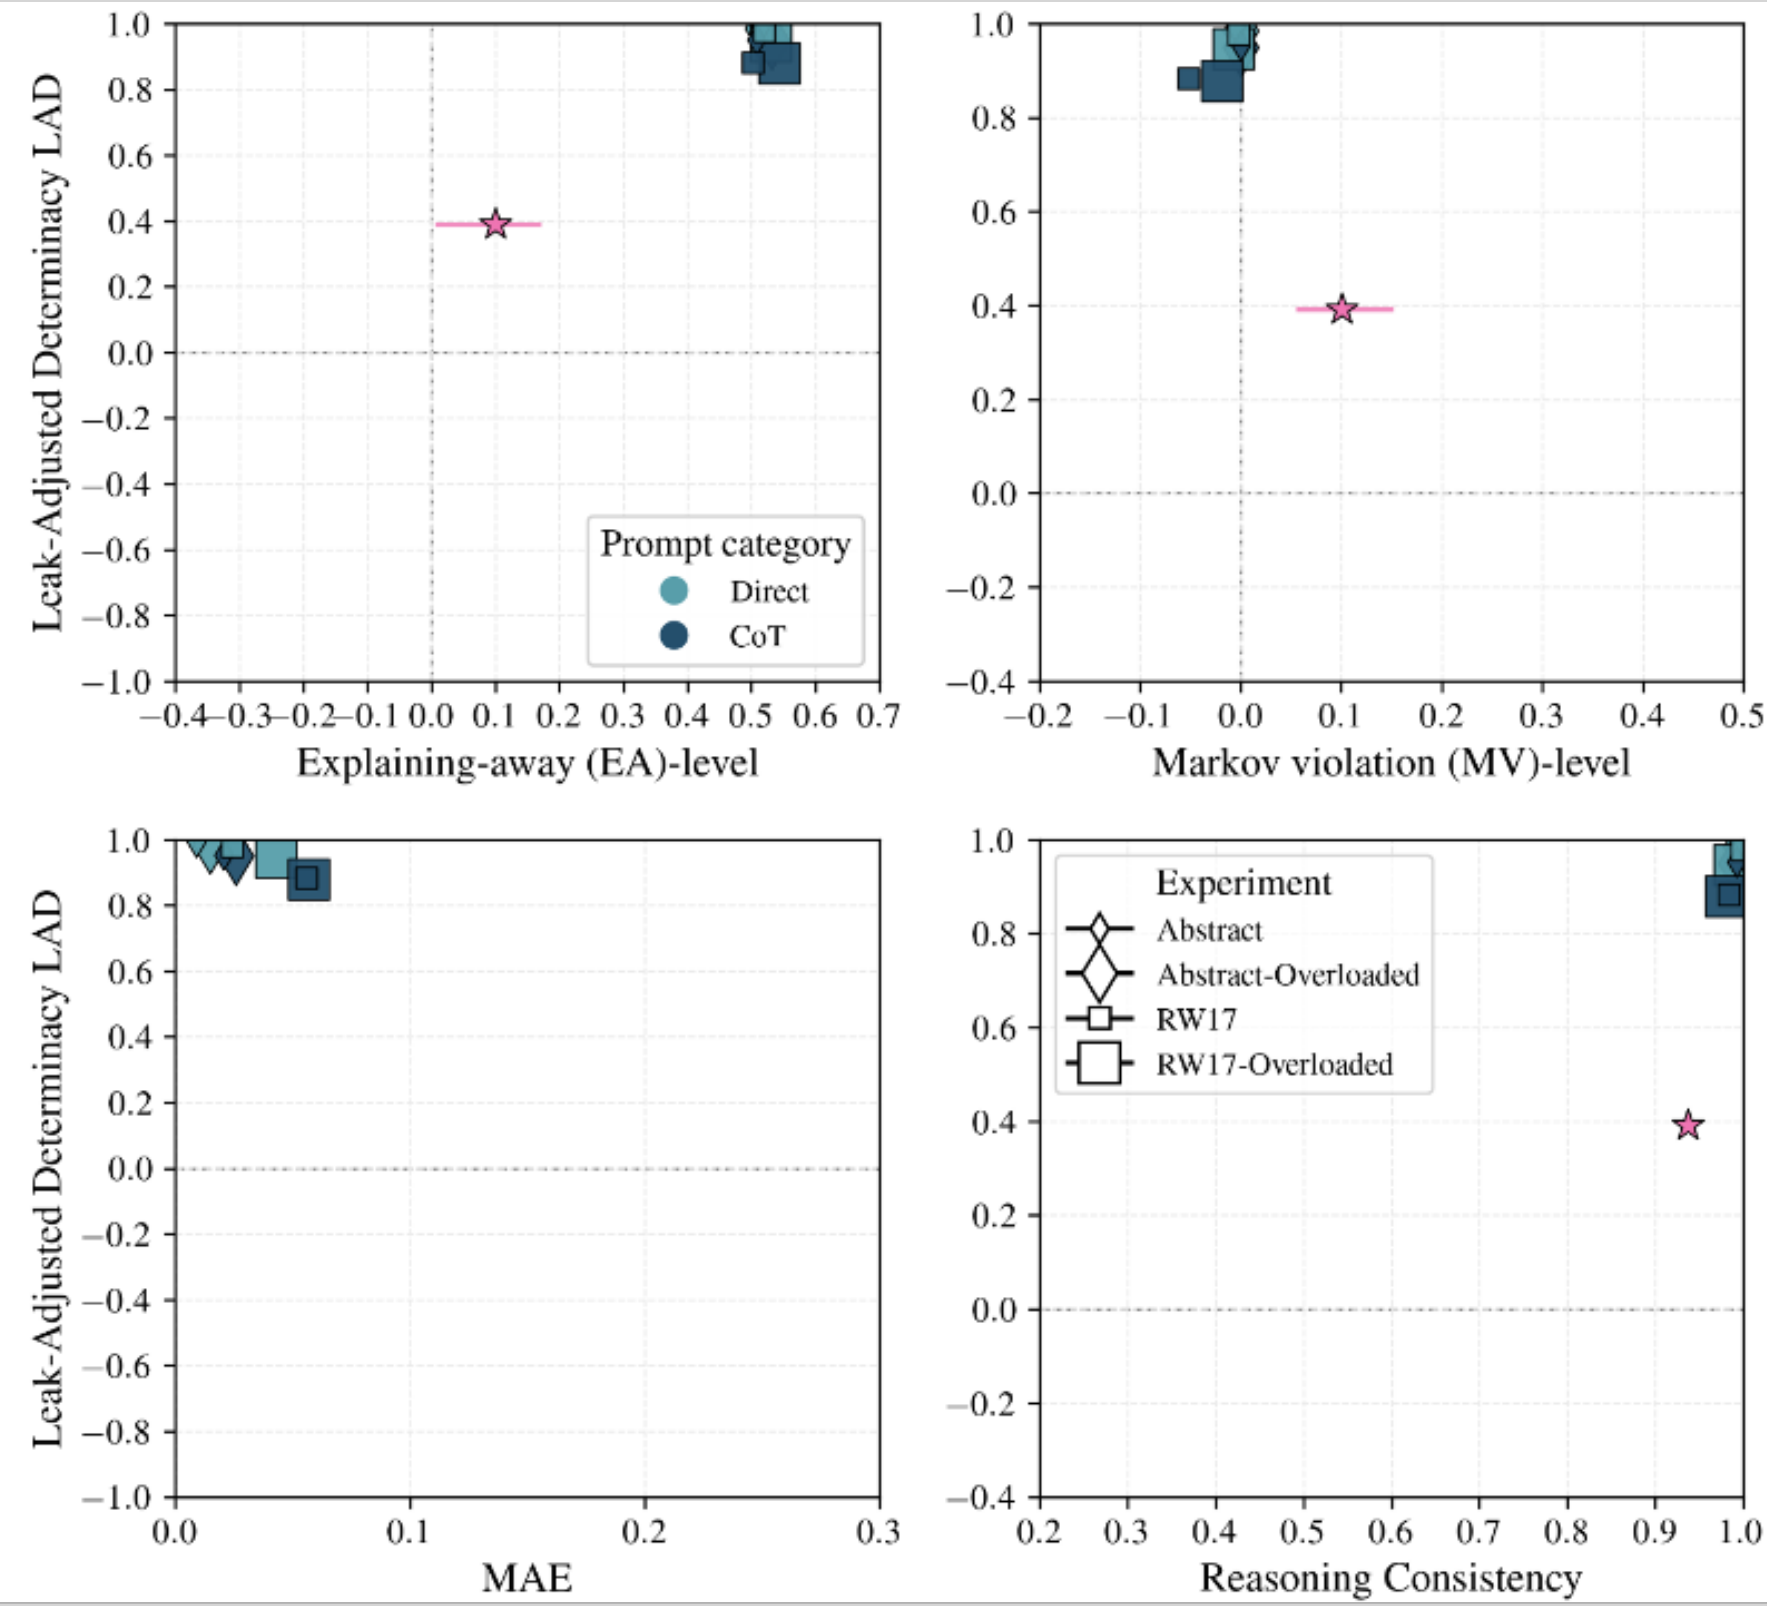 1.0
0.8
0.6
0.4
0.2
0.0
−0.2
−0.4
−0.6
−0.8
−1.0
Leak-Adjusted Determinacy LAD
Prompt category
Direct
CoT
−0.4 −0.3 −0.2 −0.1 0.0 0.1 0.2 0.3 0.4 0.5 0.6 0.7
Explaining-away (EA)-level
1.0
0.8
0.6
0.4
0.2
0.0
−0.2
−0.4
−0.2 −0.1 0.0 0.1 0.2 0.3 0.4 0.5
Markov violation (MV)-level
1.0
0.8
0.6
0.4
0.2
0.0
−0.2
−0.4
−0.6
−0.8
−1.0
Leak-Adjusted Determinacy LAD
0.0 0.1 0.2 0.3
MAE
1.0
0.8
0.6
0.4
0.2
0.0
−0.2
−0.4
Experiment
Abstract
Abstract-Overloaded
RW17
RW17-Overloaded
0.2 0.3 0.4 0.5 0.6 0.7 0.8 0.9 1.0
Reasoning Consistency